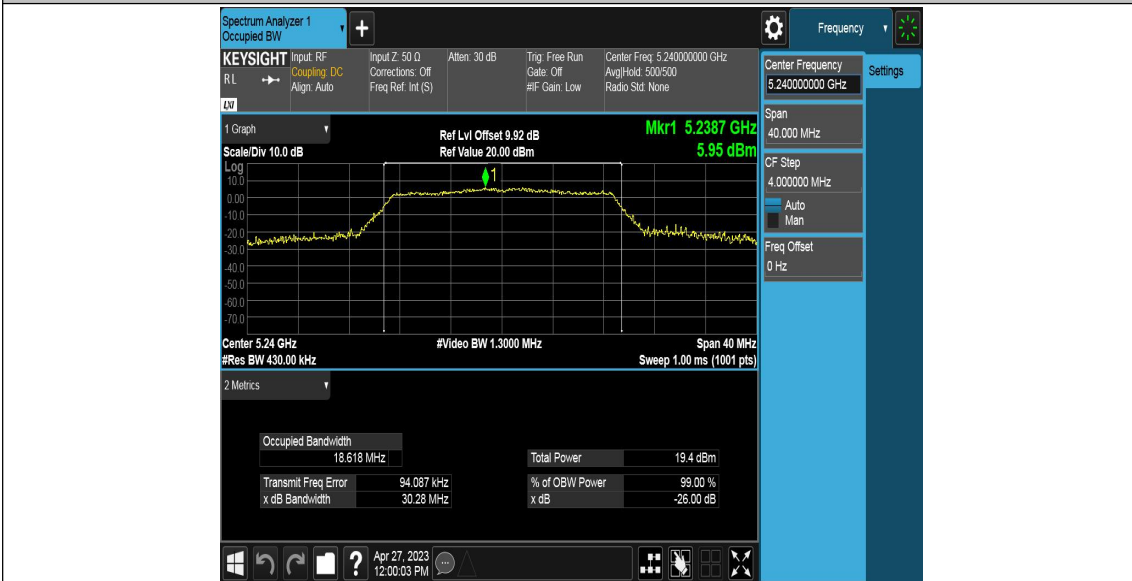 Spectrum Analyzer 1
Occupied BW
+
Frequency
KEYSIGHT
R L
LXI
Input: RF
Coupling: DC
Align: Auto
Input Z: 50 Ω
Corrections: Off
Freq Ref: Int (S)
Atten: 30 dB
Trig: Free Run
Gate: Off
#IF Gain: Low
Center Freq: 5.240000000 GHz
Avg|Hold: 500/500
Radio Std: None
Center Frequency
5.240000000 GHz
Settings
Span
40.000 MHz
CF Step
4.000000 MHz
Auto
Man
Freq Offset
0 Hz
1 Graph
Scale/Div 10.0 dB
Ref Lvl Offset 9.92 dB
Ref Value 20.00 dBm
Mkr1 5.2387 GHz
5.95 dBm
Log
1
10.0
0.00
-10.0
-20.0
-30.0
-40.0
-50.0
-60.0
-70.0
Center 5.24 GHz
#Video BW 1.3000 MHz
Span 40 MHz
#Res BW 430.00 kHz
Sweep 1.00 ms (1001 pts)
2 Metrics
Occupied Bandwidth
18.618 MHz
Total Power 19.4 dBm
Transmit Freq Error 94.087 kHz
% of OBW Power 99.00 %
x dB Bandwidth 30.28 MHz
x dB -26.00 dB
?
Apr 27, 2023
12:00:03 PM